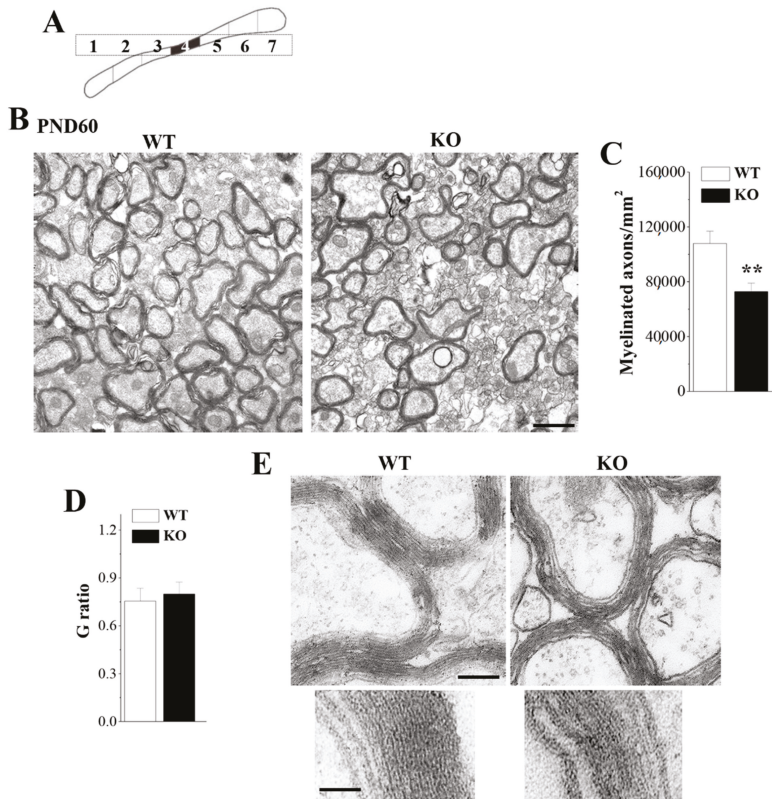 A
1 2 3 4 5 6 7
B
PND60
WT KO
C
WT
KO
160000
120000
80000
40000
0
**
Myelinated axons/mm²
D
WT
KO
1.2
0.9
0.6
0.3
0.0
G ratio
E
WT KO